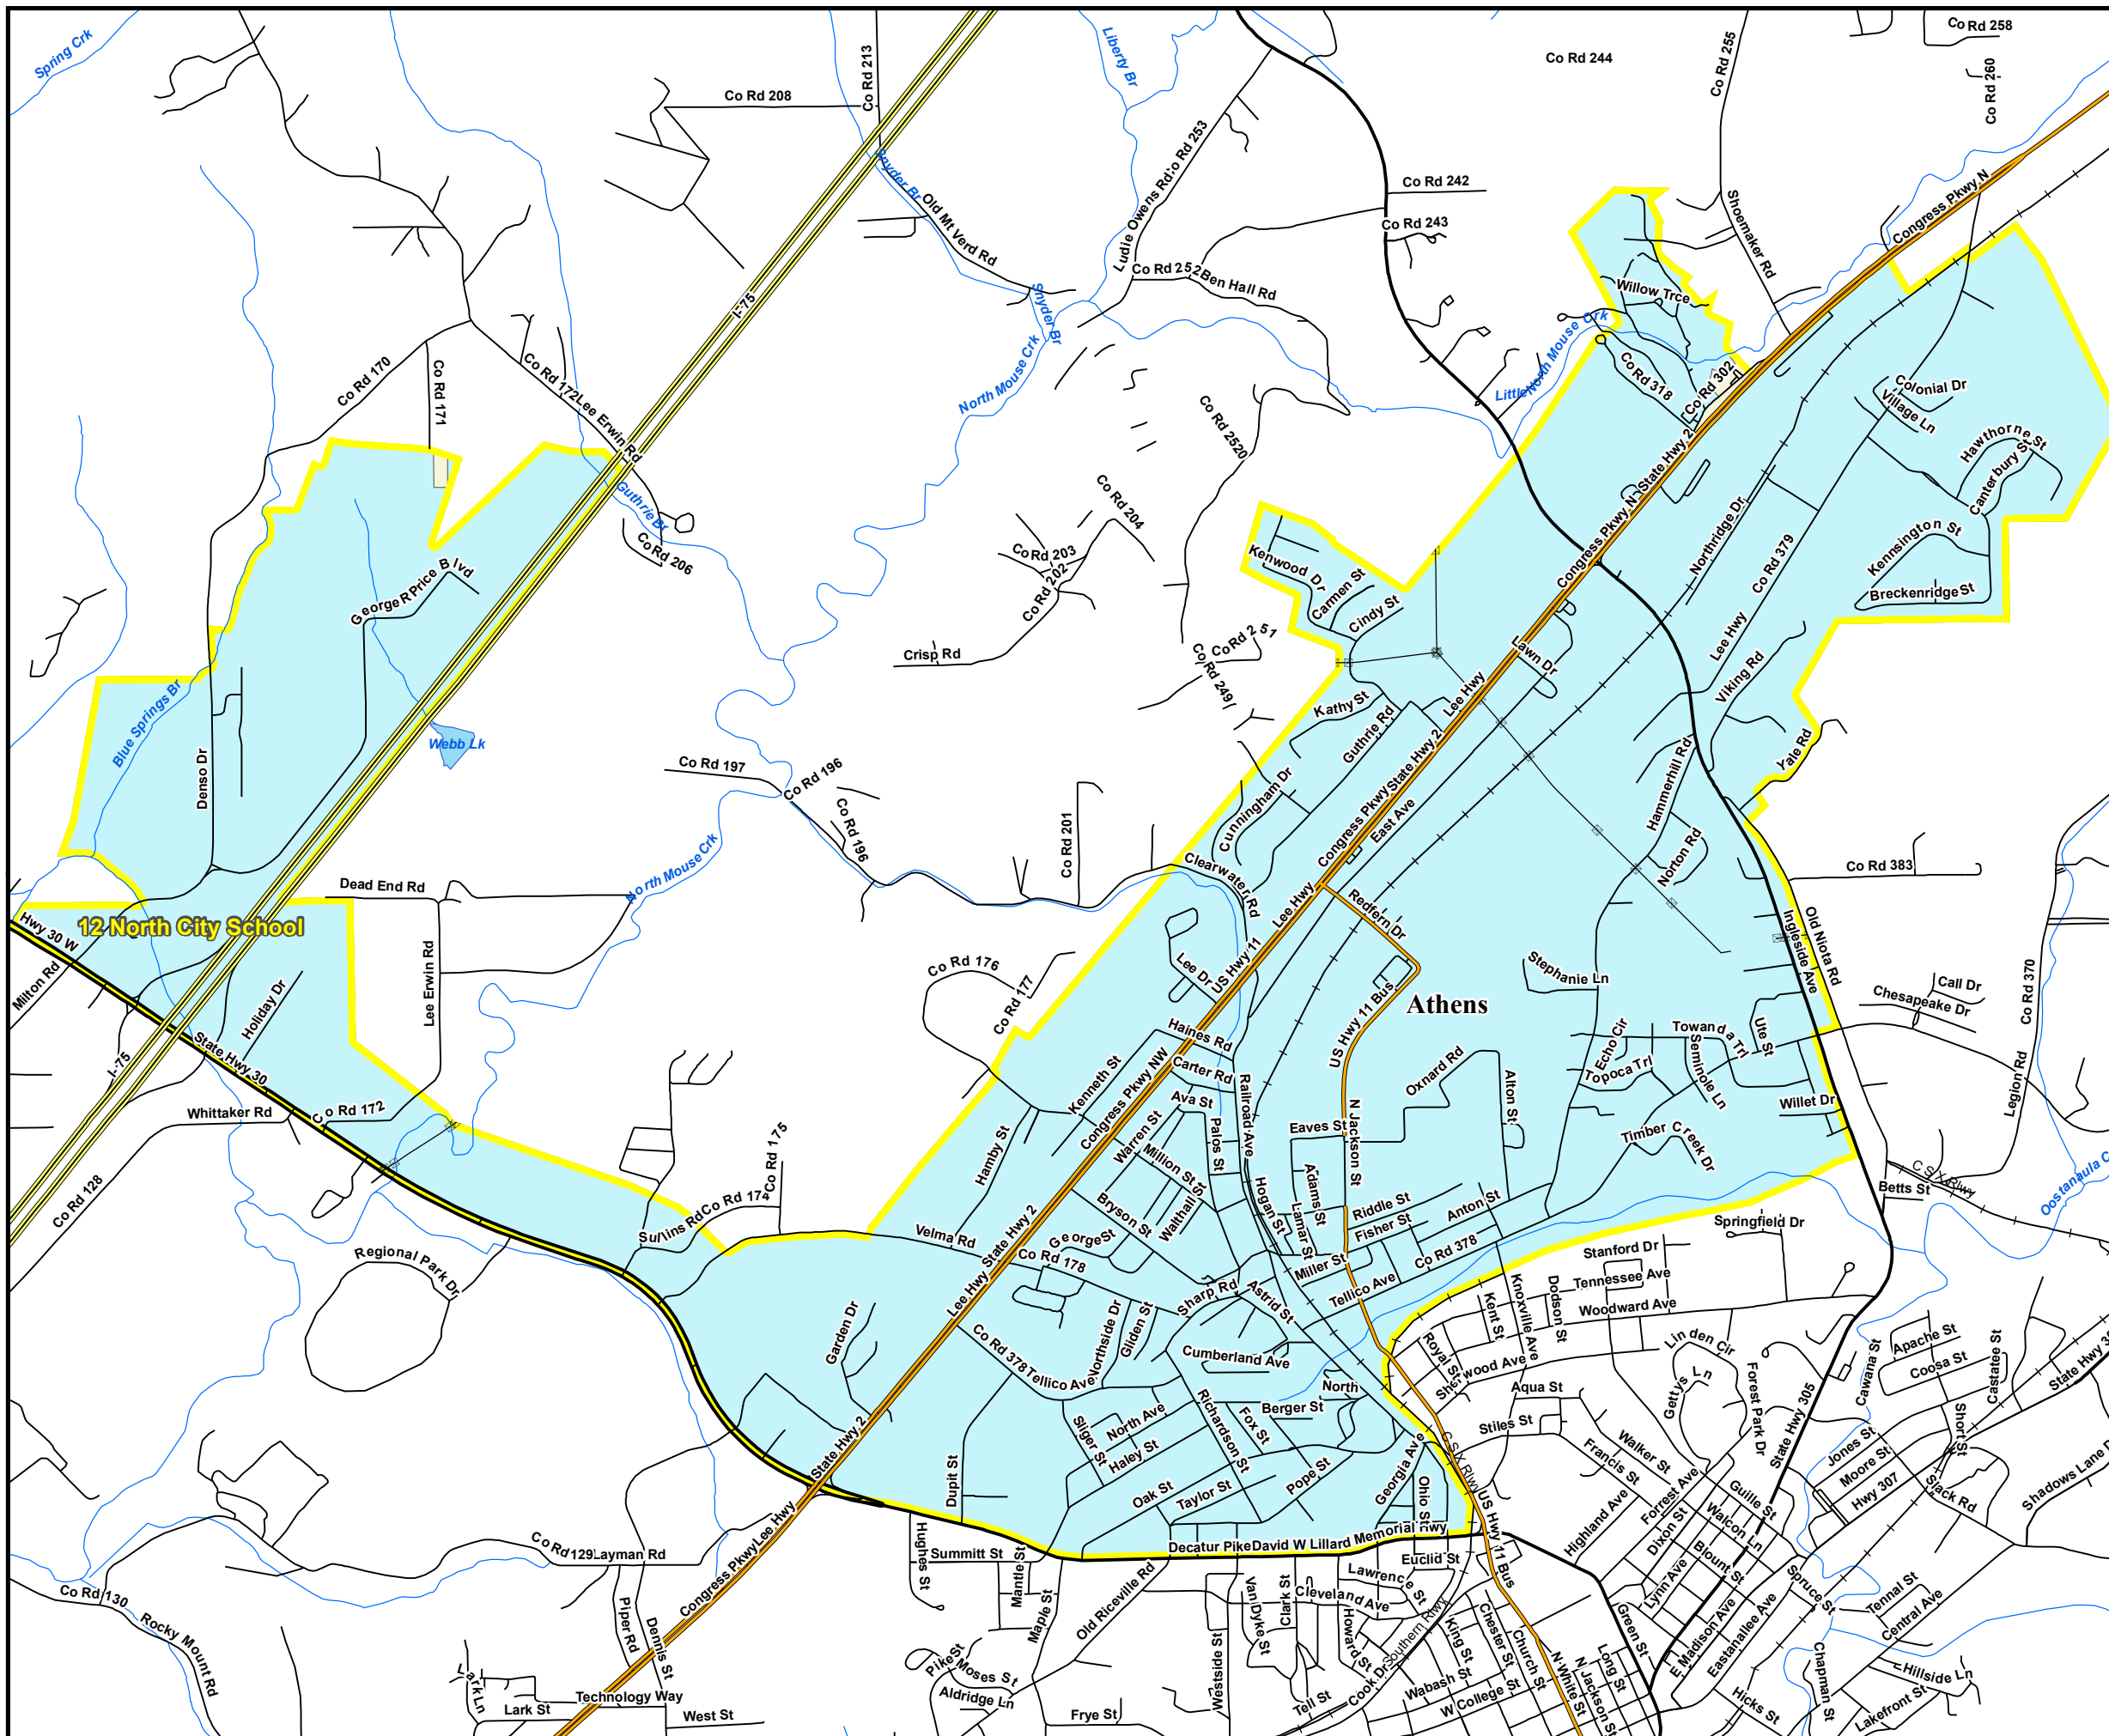 Spring Crk
Co Rd 213
Co Rd 208
Liberty Br
Co Rd 244
Co Rd 255
Co Rd 258
Co Rd 260
Snyder Br
Old Mt Verd Rd
Ludie Owens Rd
Co Rd 253
Co Rd 242
Co Rd 243
Shoemaker Rd
Congress Pkwy N
Co Rd 252
Ben Hall Rd
Snyder Br
I-75
Willow Trce
Little North Mouse Crk
North Mouse Crk
Co Rd 170
Co Rd 171
Co Rd 172
Lee Erwin Rd
Co Rd 318
Co Rd 302
Colonial Dr
Village Ln
Hawthorne St
Canterbury St
Co Rd 2520
State Hwy 2
Congress Pkwy N
Guthrie Br
Co Rd 206
Co Rd 204
Co Rd 203
Co Rd 202
Northridge Dr
Co Rd 379
Kennsington St
Breckenridge St
Kenwood Dr
Carmen St
Cindy St
George R Price Blvd
Crisp Rd
Co Rd 251
Co Rd 249
Lawn Dr
Lee Hwy
Viking Rd
Blue Springs Br
Webb Lk
Denso Dr
Kathy St
Guthrie Rd
Lee Hwy
State Hwy 2
Congress Pkwy
East Ave
Yale Rd
Hammerhill Rd
Norton Rd
Co Rd 197
Co Rd 196
Co Rd 196
Co Rd 201
Cunningham Dr
Clearwater Rd
Co Rd 383
Dead End Rd
North Mouse Crk
Lee Hwy
Redfern Dr
Hwy 30 W
12 North City School
Milton Rd
Holiday Dr
Lee Erwin Rd
Co Rd 176
Co Rd 177
Lee Dr
US Hwy 11
US Hwy 11 Bus
Athens
Stephanie Ln
Ingleside Ave
Old Niota Rd
Call Dr
Chesapeake Dr
Co Rd 370
State Hwy 30
I-75
Haines Rd
Carter Rd
Kenneth St
Congress Pkwy NW
Railroad Ave
Oxnard Rd
Alton St
Echo Cir
Topoca Trl
Towanda Trl
Seminole Ln
Ute St
Willet Dr
Legion Rd
Whittaker Rd
Co Rd 172
Co Rd 128
Ava St
Warren St
Palos St
Hamby St
Million St
Eaves St
N Jackson St
Timber Creek Dr
C S X Rlwy
Betts St
Oostanaula C
Co Rd 175
Co Rd 174
Regional Park Dr
Velma Rd
Co Rd 178
State Hwy 2
Lee Hwy
Bryson St
Walthall St
George St
Hogan St
Adams St
Lamar St
Riddle St
Fisher St
Anton St
Miller St
Co Rd 378
Tellico Ave
Springfield Dr
Stanford Dr
Tennessee Ave
Woodward Ave
Garden Dr
Sharp Rd
Astrid St
Northside Dr
Gliden St
Co Rd 378
Tellico Ave
Cumberland Ave
Kent St
Knoxville Ave
Dodson St
Royal St
Sherwood Ave
Linden Cir
Gettys Ln
Forest Park Dr
Cawana St
Apache St
Coosa St
Castatee St
State Hwy 2
Sliger St
North Ave
Haley St
Richardson St
Fox St
Berger St
North
Aqua St
Stiles St
Walker St
Francis St
State Hwy 305
Jones St
Moore St
Hwy 307
Short St
Slack Rd
Shadows Lane
Dupit St
Oak St
Taylor St
Pope St
Georgia Ave
Ohio St
C S X Rlwy
US Hwy 11 Bus
Highland Ave
Forrest Ave
Dixon St
Walcon Ln
Guille St
Blount St
Lynn Ave
Congress Pkwy
Lee Hwy
Co Rd 129
Layman Rd
Hughes St
Summitt St
Mantle St
Maple St
Decatur Pike
David W Lillard Memorial Hwy
Euclid St
Lawrence St
Cleveland Ave
Old Riceville Rd
Van Dyke St
Clark St
Howard St
Southern Rlwy
Cook Dr
King St
Chester St
Church St
Green St
E Madison Ave
Eastanallee Ave
Spruce St
Tennal St
Central Ave
Co Rd 130
Rocky Mount Rd
Piper Rd
Dennis St
Lark Ln
Lark St
Technology Way
West St
Pike St
Moses St
Aldridge Ln
Frye St
Westside St
Tell St
Wabash St
W College St
N White St
N Jackson St
Long St
Hicks St
Chapman St
Hillside Ln
Lakefront St